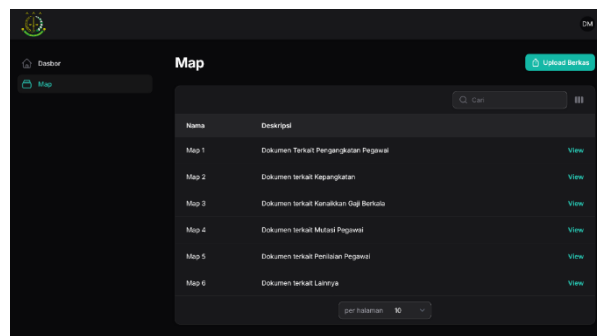 DM
Dasbor
Map
Map
Upload Berkas
Cari
Nama Deskripsi
Map 1 Dokumen Terkait Pengangkatan Pegawai View
Map 2 Dokumen terkait Kepangkatan View
Map 3 Dokumen terkait Kenaikkan Gaji Berkala View
Map 4 Dokumen terkait Mutasi Pegawai View
Map 5 Dokumen terkait Penilaian Pegawai View
Map 6 Dokumen terkait Lainnya View
per halaman 10